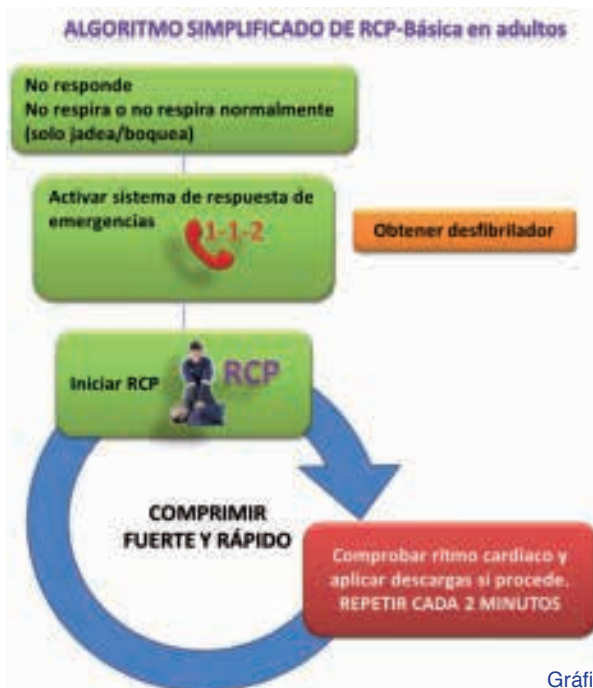 ALGORITMO SIMPLIFICADO DE RCP-Básica en adultos
No responde
No respira o no respira normalmente
(solo jadea/boquea)
Activar sistema de respuesta de
emergencias
1-1-2
Obtener desfibrilador
Iniciar RCP
RCP
COMPRIMIR
FUERTE Y RÁPIDO
Comprobar ritmo cardiaco y
aplicar descargas si procede.
REPETIR CADA 2 MINUTOS
Gráfi